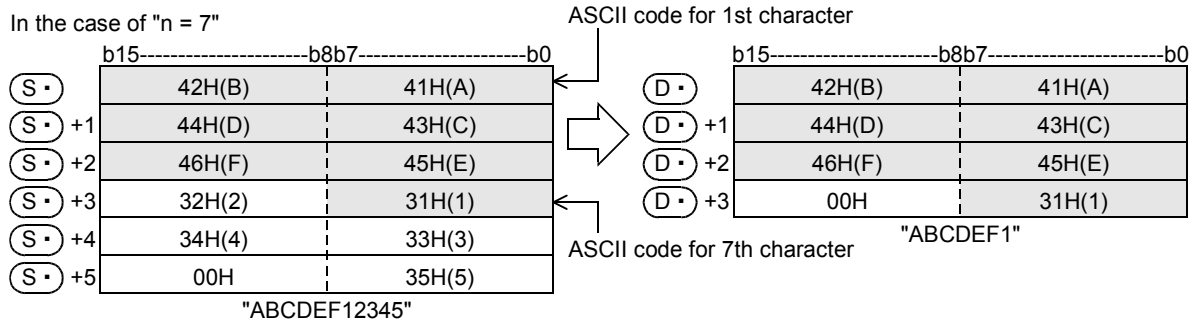 In the case of "n = 7"
ASCII code for 1st character
b15----------------------b8b7---------------------b0
S· 42H(B) 41H(A)
S· +1 44H(D) 43H(C)
S· +2 46H(F) 45H(E)
S· +3 32H(2) 31H(1)
S· +4 34H(4) 33H(3)
S· +5 00H 35H(5)
"ABCDEF12345"
ASCII code for 7th character
b15--------------------------b8b7-----------------------b0
D· 42H(B) 41H(A)
D· +1 44H(D) 43H(C)
D· +2 46H(F) 45H(E)
D· +3 00H 31H(1)
"ABCDEF1"